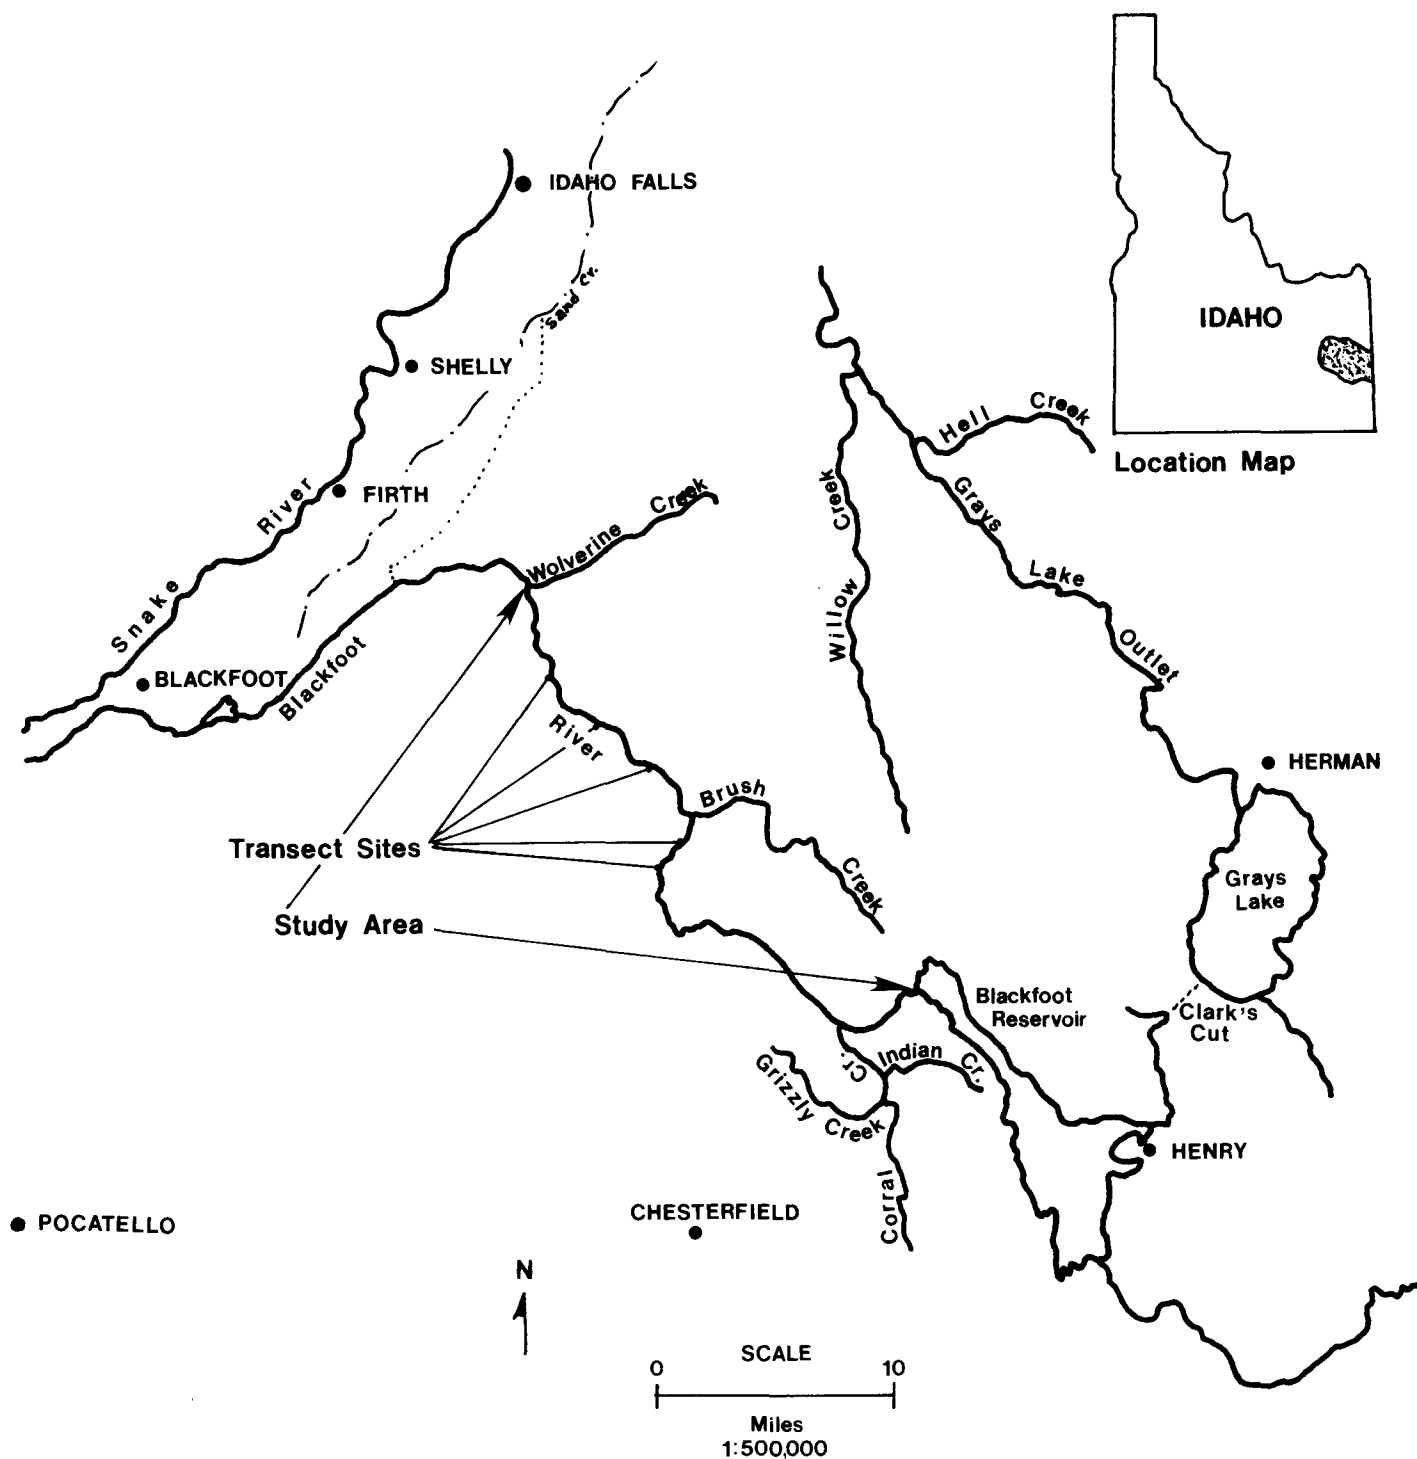 IDAHO FALLS
Sand Cr.
IDAHO
SHELLY
Hell Creek
Location Map
Snake River
FIRTH
Wolverine Creek
Willow Creek
Grays Lake Outlet
BLACKFOOT
Blackfoot River
HERMAN
Brush Creek
Transect Sites
Grays
Lake
Study Area
Blackfoot
Reservoir
Clark's
Cut
Indian Cr.
Grizzly Creek
Corral Cr.
HENRY
CHESTERFIELD
POCATELLO
N
SCALE
0 10
Miles
1:500,000